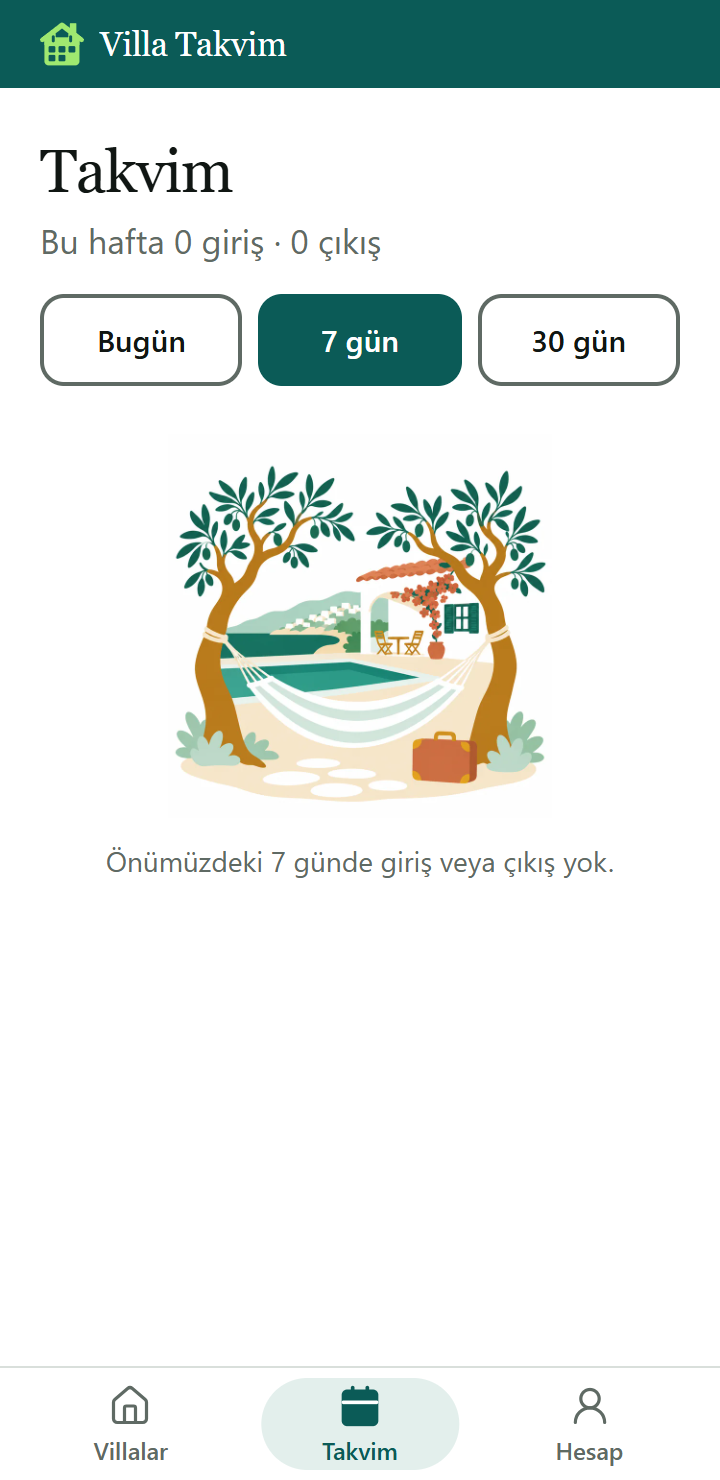 Villa Takvim
Takvim
Bu hafta 0 giriş · 0 çıkış
Bugün
7 gün
30 gün
Önümüzdeki 7 günde giriş veya çıkış yok.
Villalar
Takvim
Hesap